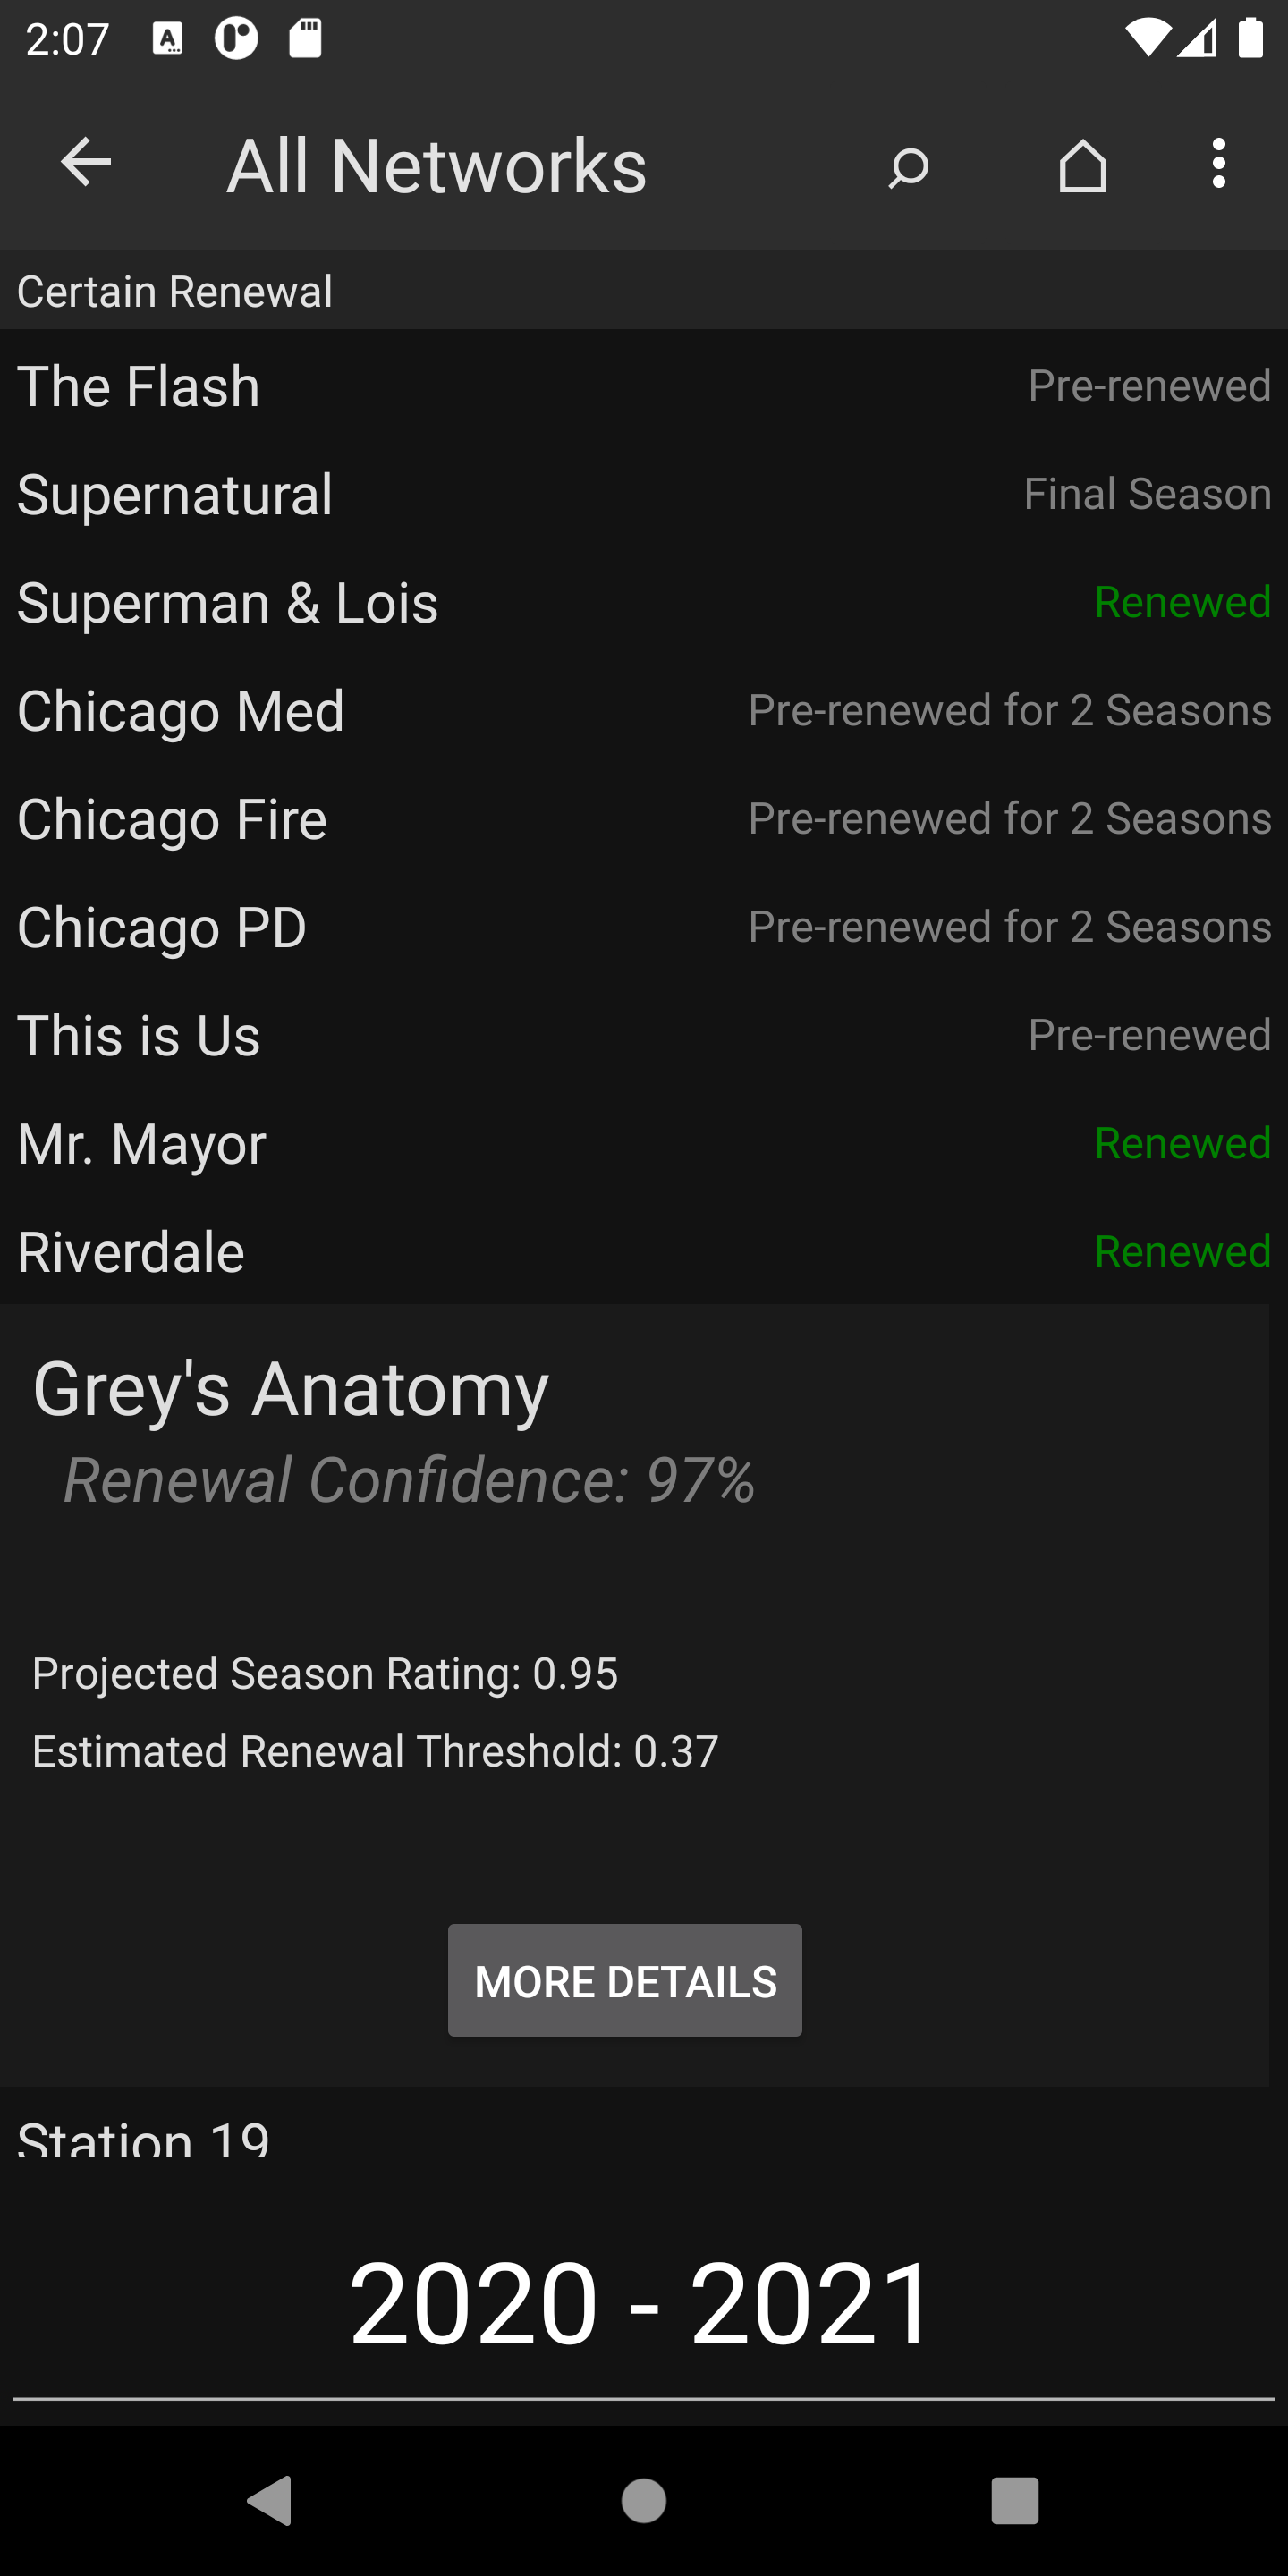 2:07
All Networks
Certain Renewal
The Flash Pre-renewed
Supernatural Final Season
Superman & Lois Renewed
Chicago Med Pre-renewed for 2 Seasons
Chicago Fire Pre-renewed for 2 Seasons
Chicago PD Pre-renewed for 2 Seasons
This is Us Pre-renewed
Mr. Mayor Renewed
Riverdale Renewed
Grey's Anatomy
Renewal Confidence: 97%
Projected Season Rating: 0.95
Estimated Renewal Threshold: 0.37
MORE DETAILS
Station 19
2020 - 2021